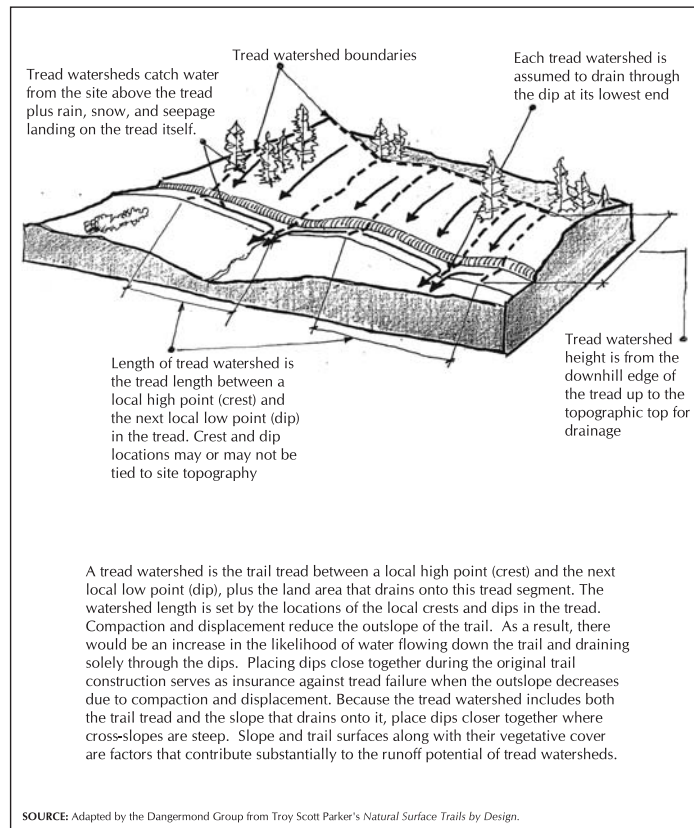 Tread watershed boundaries
Tread watersheds catch water
from the site above the tread
plus rain, snow, and seepage
landing on the tread itself.
Each tread watershed is
assumed to drain through
the dip at its lowest end
Length of tread watershed is
the tread length between a
local high point (crest) and
the next local low point (dip)
in the tread. Crest and dip
locations may or may not be
tied to site topography
Tread watershed
height is from the
downhill edge of
the tread up to the
topographic top for
drainage
A tread watershed is the trail tread between a local high point (crest) and the next
local low point (dip), plus the land area that drains onto this tread segment. The
watershed length is set by the locations of the local crests and dips in the tread.
Compaction and displacement reduce the outslope of the trail.  As a result, there
would be an increase in the likelihood of water flowing down the trail and draining
solely through the dips.  Placing dips close together during the original trail
construction serves as insurance against tread failure when the outslope decreases
due to compaction and displacement. Because the tread watershed includes both
the trail tread and the slope that drains onto it, place dips closer together where
cross-slopes are steep.  Slope and trail surfaces along with their vegetative cover
are factors that contribute substantially to the runoff potential of tread watersheds.
SOURCE: Adapted by the Dangermond Group from Troy Scott Parker's Natural Surface Trails by Design.